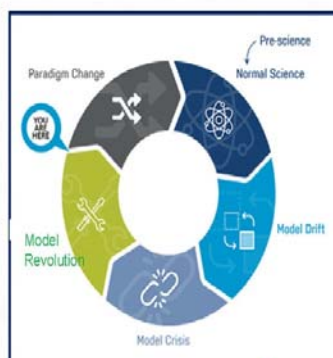 Pre-science
Normal Science
Paradigm Change
YOU
ARE
HERE
Model Drift
Model
Revolution
Model Crisis